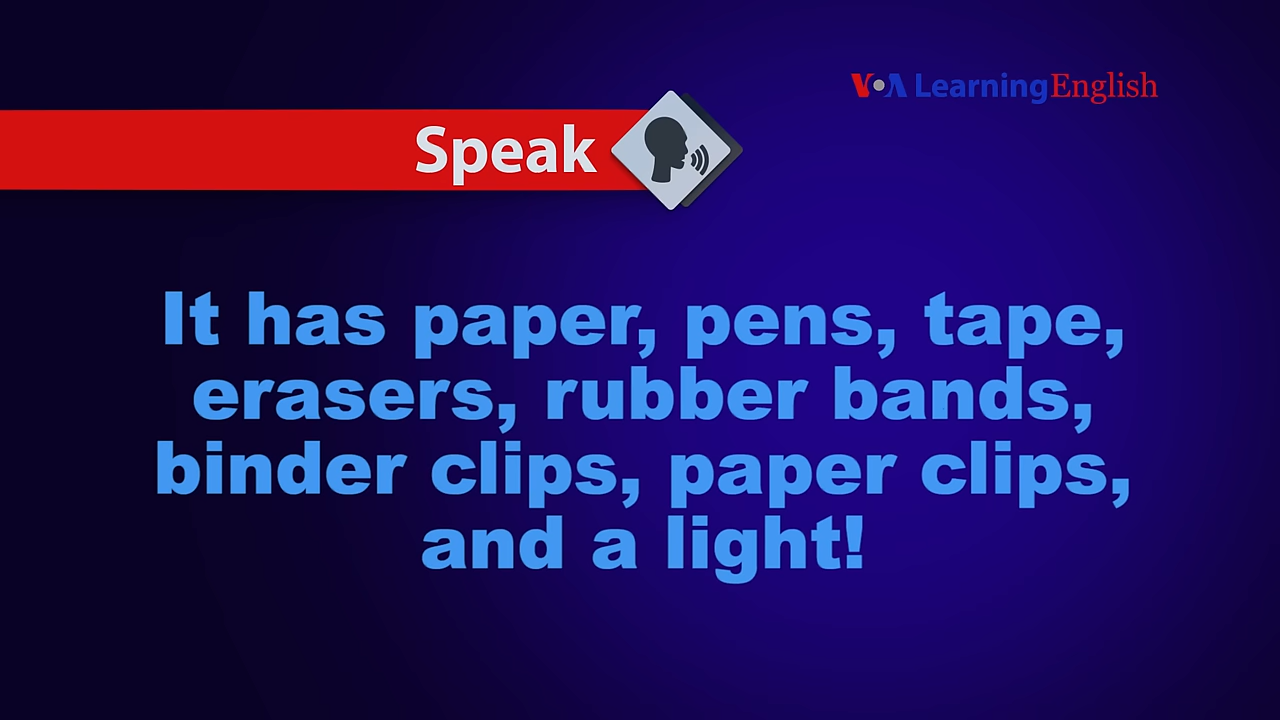 VOA Learning English
Speak
It has paper, pens, tape,
erasers, rubber bands,
binder clips, paper clips,
and a light!